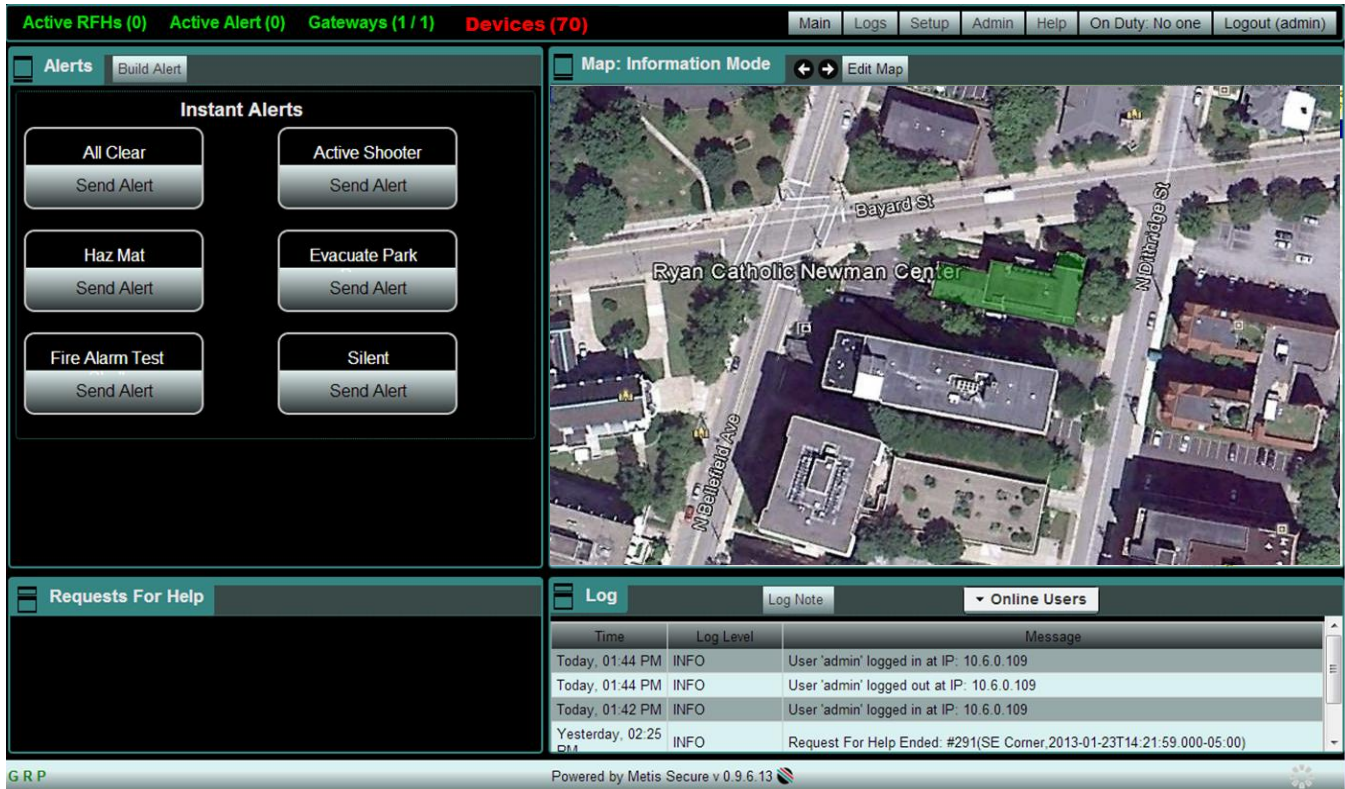 Active RFHs (0) Active Alert (0) Gateways (1 / 1) Devices (70) Main Logs Setup Admin Help On Duty: No one Logout (admin)
Alerts Build Alert
Instant Alerts
All Clear Active Shooter
Send Alert Send Alert
Haz Mat Evacuate Park
Send Alert Send Alert
Fire Alarm Test Silent
Send Alert Send Alert
Map: Information Mode Edit Map
Bayard St
N Dithridge St
Ryan Catholic Newman Center
N Bellefield Ave
Requests For Help
Log Log Note Online Users
Time Log Level Message
Today, 01:44 PM INFO User 'admin' logged in at IP: 10.6.0.109
Today, 01:44 PM INFO User 'admin' logged out at IP: 10.6.0.109
Today, 01:42 PM INFO User 'admin' logged in at IP: 10.6.0.109
Yesterday, 02:25
PM INFO Request For Help Ended: #291(SE Corner,2013-01-23T14:21:59.000-05:00)
G R P Powered by Metis Secure v 0.9.6.13